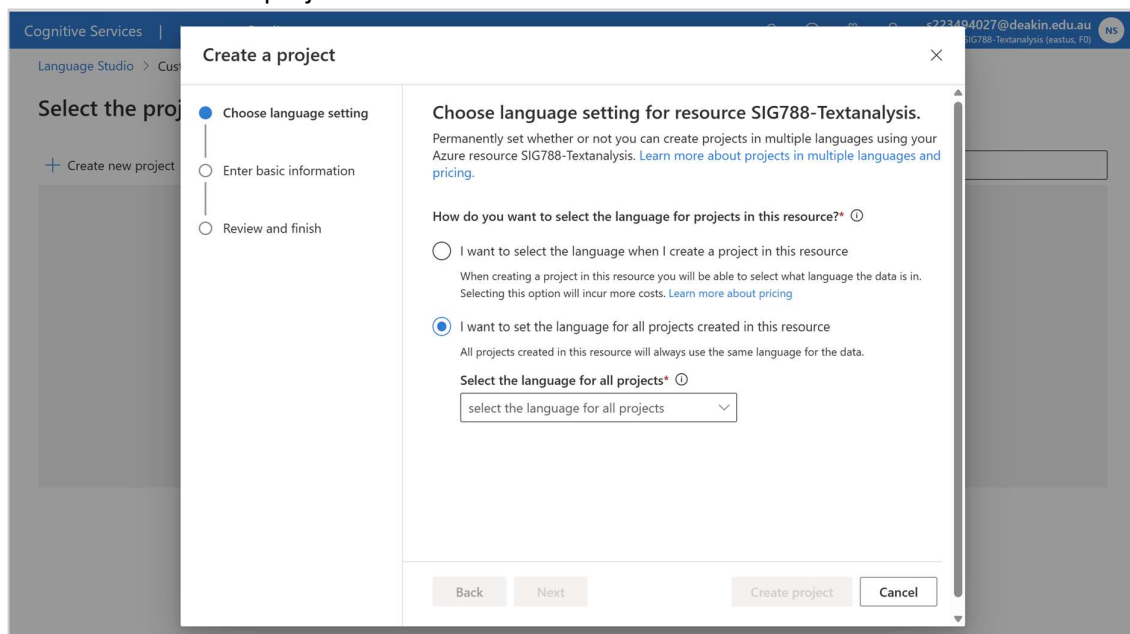 Cognitive Services |
s223494027@deakin.edu.au
SIG788-Textanalysis (eastus, F0)
NS
Language Studio > Cus
Select the proj
+ Create new project
Create a project
Choose language setting
Enter basic information
Review and finish
Choose language setting for resource SIG788-Textanalysis.
Permanently set whether or not you can create projects in multiple languages using your
Azure resource SIG788-Textanalysis. Learn more about projects in multiple languages and
pricing.
How do you want to select the language for projects in this resource?*
I want to select the language when I create a project in this resource
When creating a project in this resource you will be able to select what language the data is in.
Selecting this option will incur more costs. Learn more about pricing
I want to set the language for all projects created in this resource
All projects created in this resource will always use the same language for the data.
Select the language for all projects*
select the language for all projects
Back
Next
Create project
Cancel